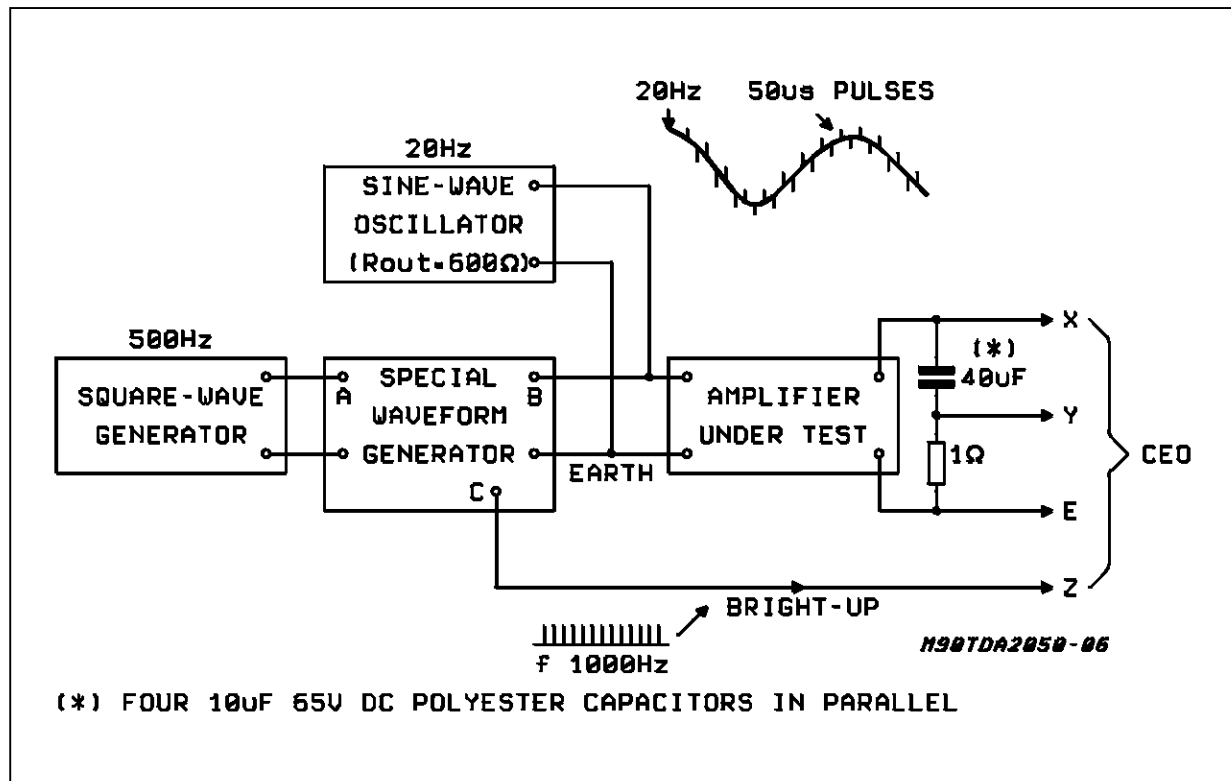 20Hz 50us PULSES
20Hz
SINE-WAVE
OSCILLATOR
(Rout=600Ω)
500Hz
SQUARE-WAVE
GENERATOR
A
SPECIAL
WAVEFORM
GENERATOR
B
C
EARTH
AMPLIFIER
UNDER TEST
(*)
40uF
1Ω
X
Y
E
Z
CEO
BRIGHT-UP
f 1000Hz
M90TDA2050-06
(*) FOUR 10uF 65V DC POLYESTER CAPACITORS IN PARALLEL